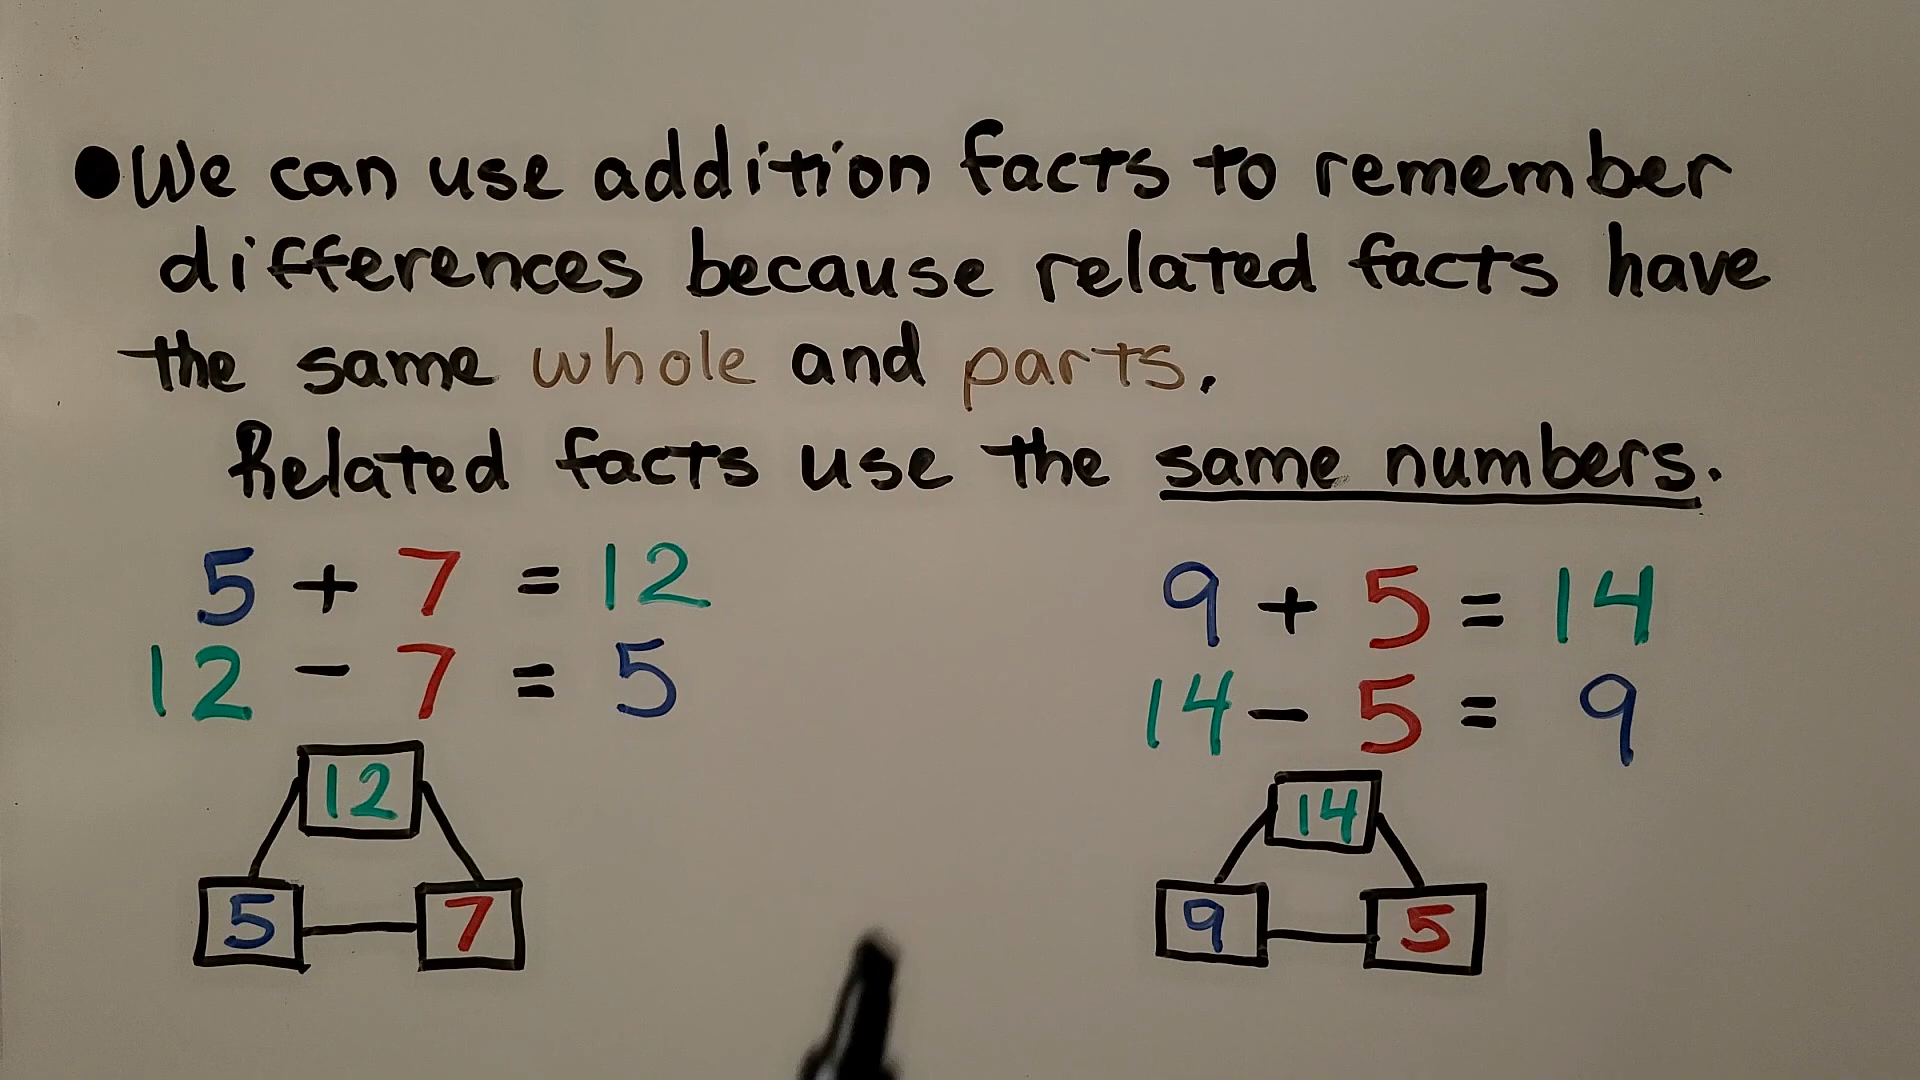 •We can use addition facts to remember
differences because related facts have
the same whole and parts.
Related facts use the same numbers.
5 + 7 = 12
12 - 7 = 5
12
5 7
9 + 5 = 14
14 - 5 = 9
14
9 5